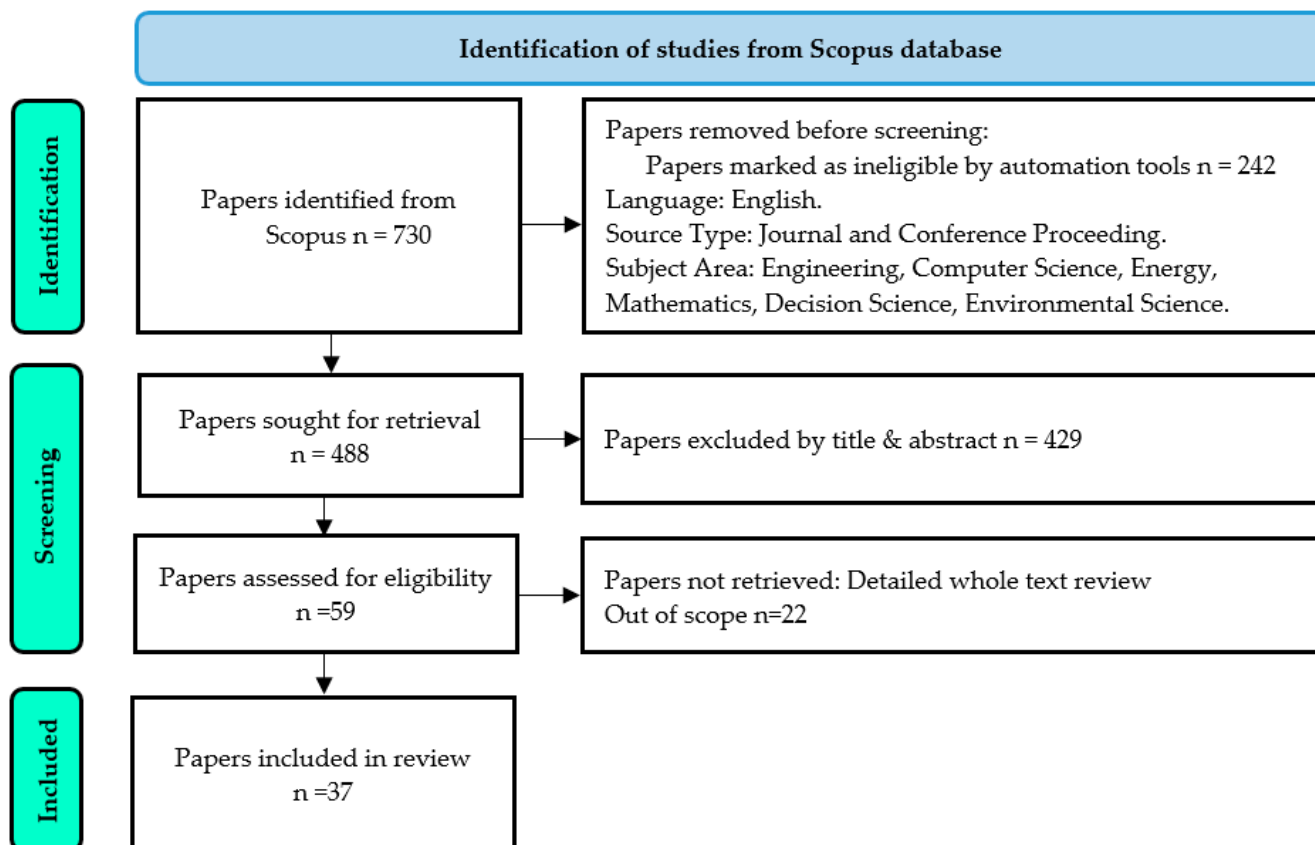 Identification of studies from Scopus database
Identification
Papers identified from
Scopus n = 730
Papers removed before screening:
Papers marked as ineligible by automation tools n = 242
Language: English.
Source Type: Journal and Conference Proceeding.
Subject Area: Engineering, Computer Science, Energy,
Mathematics, Decision Science, Environmental Science.
Screening
Papers sought for retrieval
n = 488
Papers excluded by title & abstract n = 429
Papers assessed for eligibility
n =59
Papers not retrieved: Detailed whole text review
Out of scope n=22
Included
Papers included in review
n =37